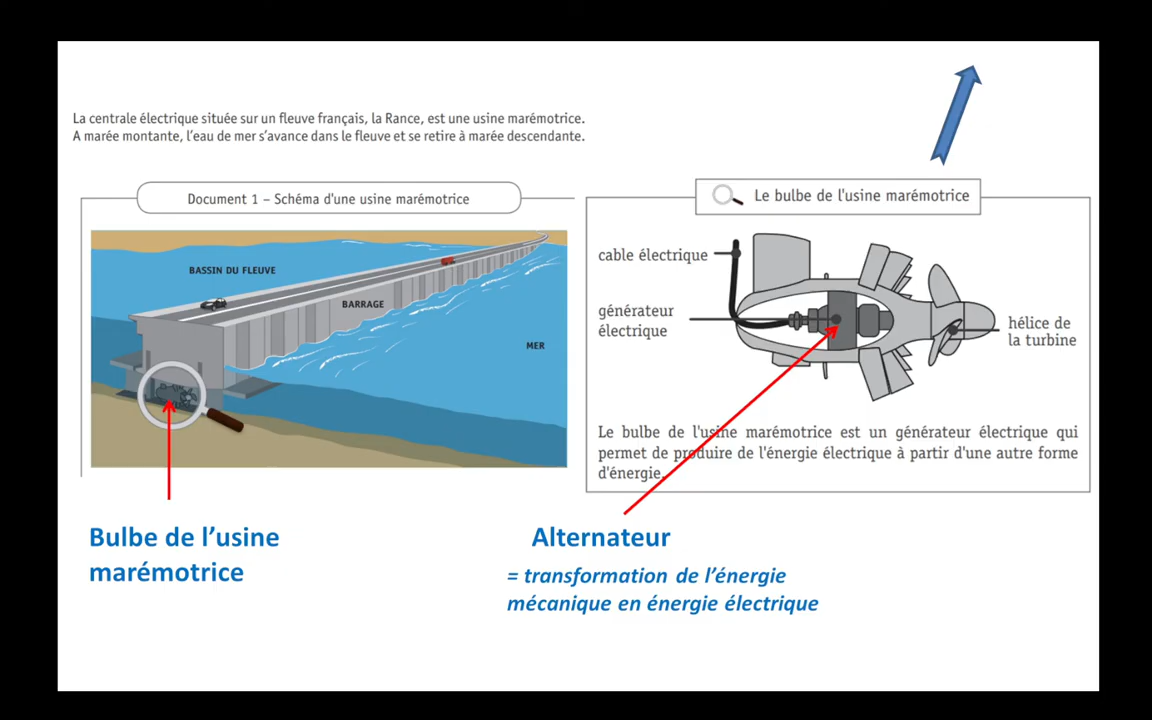 La centrale électrique située sur un fleuve français, la Rance, est une usine marémotrice.
A marée montante, l'eau de mer s'avance dans le fleuve et se retire à marée descendante.
Document 1 – Schéma d'une usine marémotrice
BASSIN DU FLEUVE
BARRAGE
MER
Le bulbe de l'usine marémotrice
cable électrique
générateur
électrique
hélice de
la turbine
Le bulbe de l'usine marémotrice est un générateur électrique qui
permet de produire de l'énergie électrique à partir d'une autre forme
d'énergie.
Bulbe de l’usine
marémotrice
Alternateur
= transformation de l’énergie
mécanique en énergie électrique